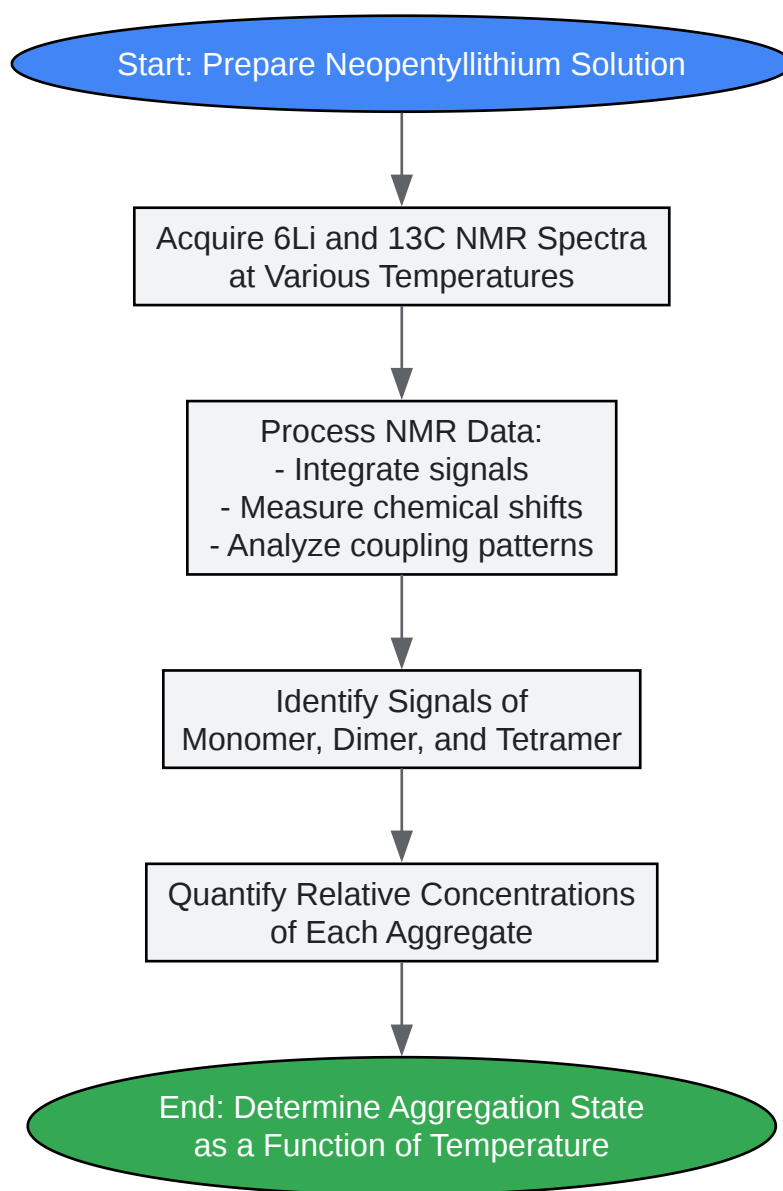 Start: Prepare Neopentyllithium Solution
Acquire 6Li and 13C NMR Spectra
at Various Temperatures
Process NMR Data:
- Integrate signals
- Measure chemical shifts
- Analyze coupling patterns
Identify Signals of
Monomer, Dimer, and Tetramer
Quantify Relative Concentrations
of Each Aggregate
End: Determine Aggregation State
as a Function of Temperature